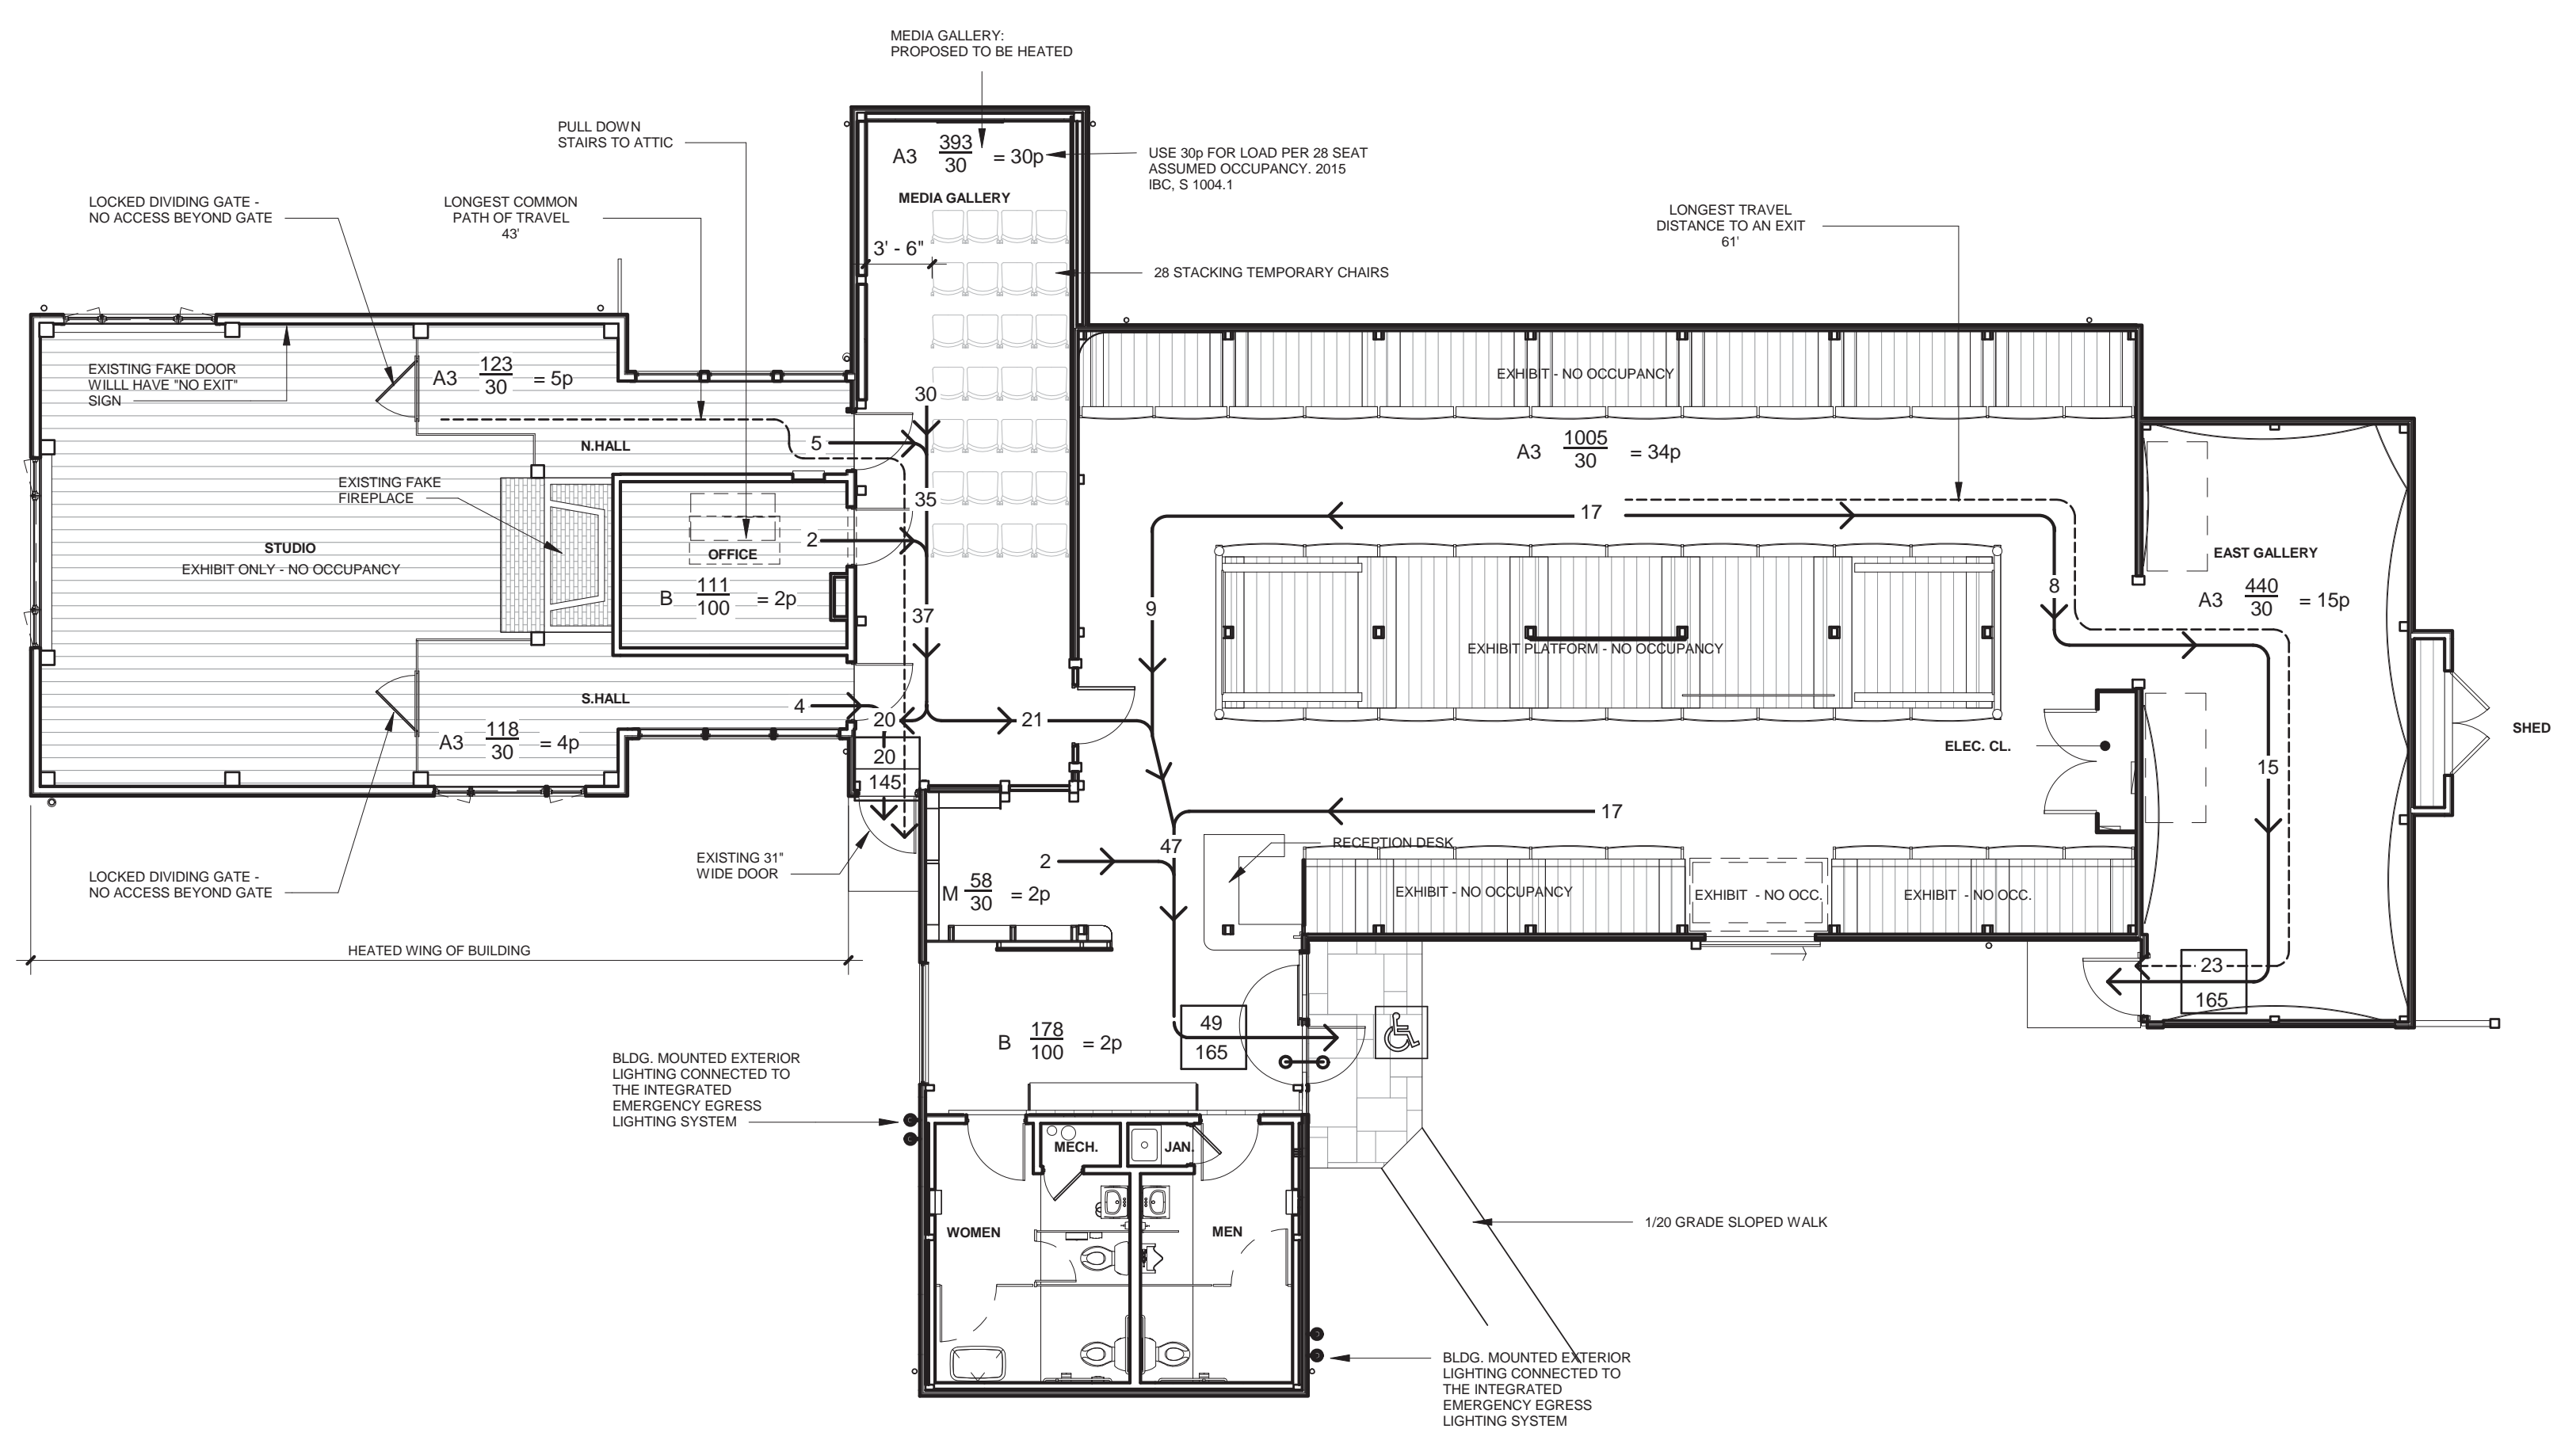 MEDIA GALLERY:
PROPOSED TO BE HEATED
PULL DOWN
STAIRS TO ATTIC
A3 393/30 = 30p
USE 30p FOR LOAD PER 28 SEAT
ASSUMED OCCUPANCY. 2015
IBC, S 1004.1
MEDIA GALLERY
LOCKED DIVIDING GATE -
NO ACCESS BEYOND GATE
LONGEST COMMON
PATH OF TRAVEL
43'
LONGEST TRAVEL
DISTANCE TO AN EXIT
61'
3' - 6"
28 STACKING TEMPORARY CHAIRS
EXISTING FAKE DOOR
WILLL HAVE "NO EXIT"
SIGN
A3 123/30 = 5p
30
EXHIBIT - NO OCCUPANCY
N.HALL
5
A3 1005/30 = 34p
EXISTING FAKE
FIREPLACE
35
17
STUDIO
EXHIBIT ONLY - NO OCCUPANCY
OFFICE
2
B 111/100 = 2p
37
9
8
EAST GALLERY
A3 440/30 = 15p
EXHIBIT PLATFORM - NO OCCUPANCY
S.HALL
4
20
21
A3 118/30 = 4p
20
145
ELEC. CL.
SHED
15
17
47
RECEPTION DESK
EXISTING 31"
WIDE DOOR
2
M 58/30 = 2p
LOCKED DIVIDING GATE -
NO ACCESS BEYOND GATE
EXHIBIT - NO OCCUPANCY
EXHIBIT - NO OCC.
EXHIBIT - NO OCC.
HEATED WING OF BUILDING
23
165
49
165
B 178/100 = 2p
BLDG. MOUNTED EXTERIOR
LIGHTING CONNECTED TO
THE INTEGRATED
EMERGENCY EGRESS
LIGHTING SYSTEM
MECH.
JAN.
WOMEN
MEN
1/20 GRADE SLOPED WALK
BLDG. MOUNTED EXTERIOR
LIGHTING CONNECTED TO
THE INTEGRATED
EMERGENCY EGRESS
LIGHTING SYSTEM